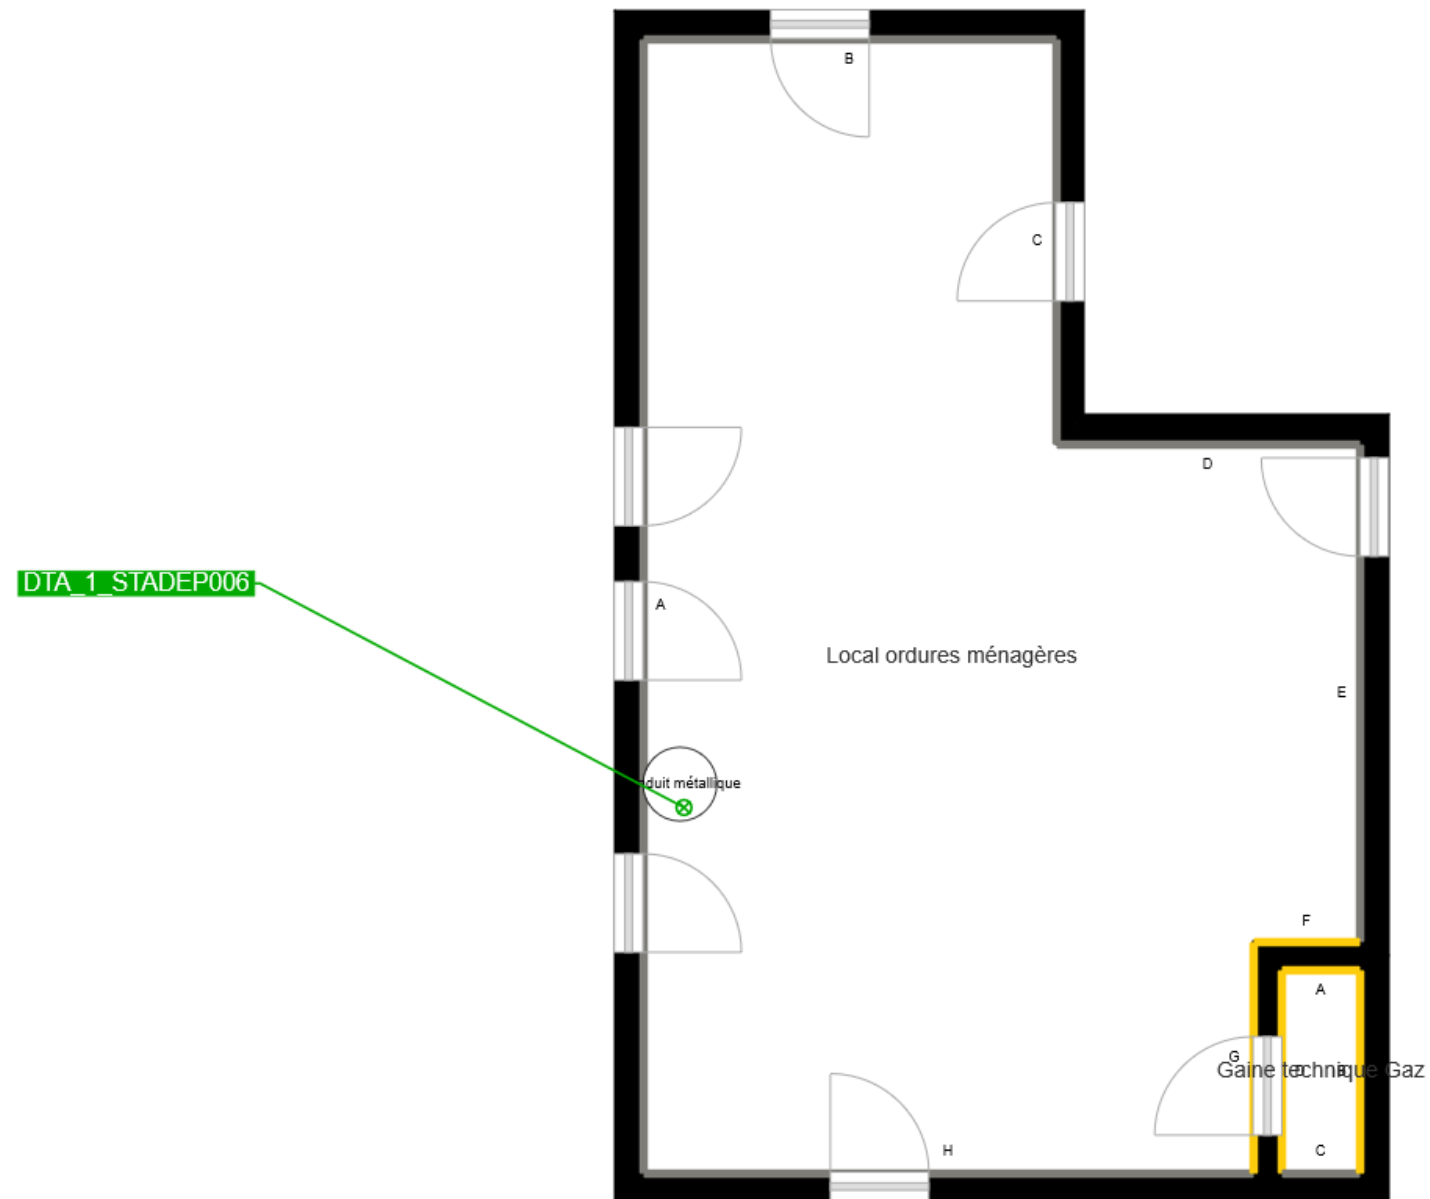 B
C
D
DTA_1_STADEP006
A
Local ordures ménagères
E
duit métallique
F
A
G
Gaine technique Gaz
H
C